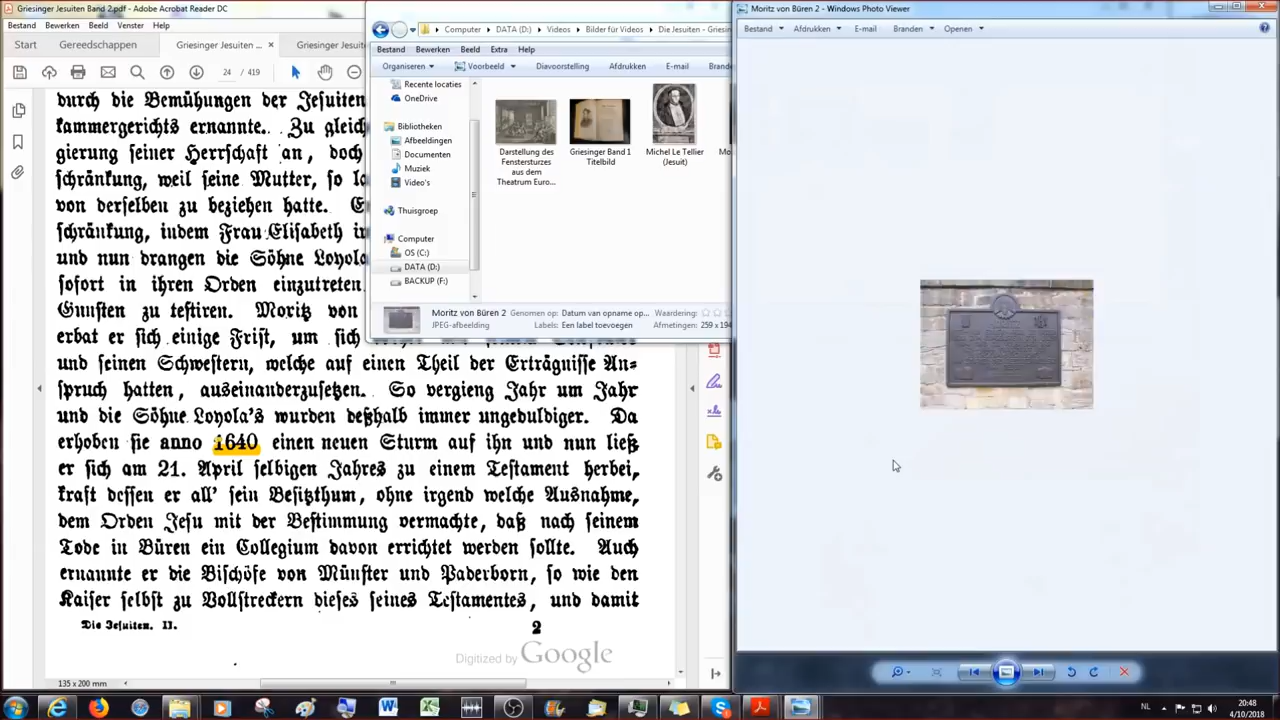 Griesinger Jesuiten Band 2.pdf - Adobe Acrobat Reader DC
Bestand Bewerken Beeld Venster Help
Start Gereedschappen Griesinger Jesuiten ... × Griesinger Jesuiten
24 / 419
durch die Bemühungen der Jesuiten
kammergerichts ernannte. Zu gleich
gierung seiner Herrschaft an, doch
schränkung, weil seine Mutter, so la
von derselben zu beziehen hatte. E
schränkung, indem Frau Elisabeth in
und nun drangen die Söhne Loyola
sofort in ihren Orden einzutreten.
Gunsten zu testiren. Moritz von
erbat er sich einige Frist, um sich
und seinen Schwestern, welche auf einen Theil der Erträgnisse An-
spruch hatten, auseinanderzusetzen. So vergieng Jahr um Jahr
und die Söhne Loyola's wurden deßhalb immer ungeduldiger. Da
erhoben sie anno 1640 einen neuen Sturm auf ihn und nun ließ
er sich am 21. April selbigen Jahres zu einem Testament herbei,
kraft dessen er all' sein Besitzthum, ohne irgend welche Ausnahme,
dem Orden Jesu mit der Bestimmung vermachte, daß nach seinem
Tode in Büren ein Collegium davon errichtet werden sollte. Auch
ernannte er die Bischöfe von Münster und Paderborn, so wie den
Kaiser selbst zu Vollstreckern dieses seines Testamentes, und damit
Die Jesuiten. II. 2
Digitized by Google
135 x 200 mm
Computer DATA (D:) Videos Bilder für Videos Die Jesuiten - Griesin
Bestand Bewerken Beeld Extra Help
Organiseren Voorbeeld Diavoorstelling Afdrukken E-mail Brande
Recente locaties
OneDrive
Bibliotheken
Afbeeldingen
Documenten
Muziek
Video's
Thuisgroep
Computer
OS (C:)
DATA (D:)
BACKUP (F:)
Darstellung des Fenstersturzes aus dem Theatrum Euro...
Griesinger Band 1 Titelbild
Michel Le Tellier (Jesuit)
Mo
Moritz von Büren 2 Genomen op: Datum van opname op... Waardering:
JPEG-afbeelding Labels: Een label toevoegen Afmetingen: 259 x 194
Moritz von Büren 2 - Windows Photo Viewer
Bestand Afdrukken E-mail Branden Openen
NL 20:48
4/10/2018